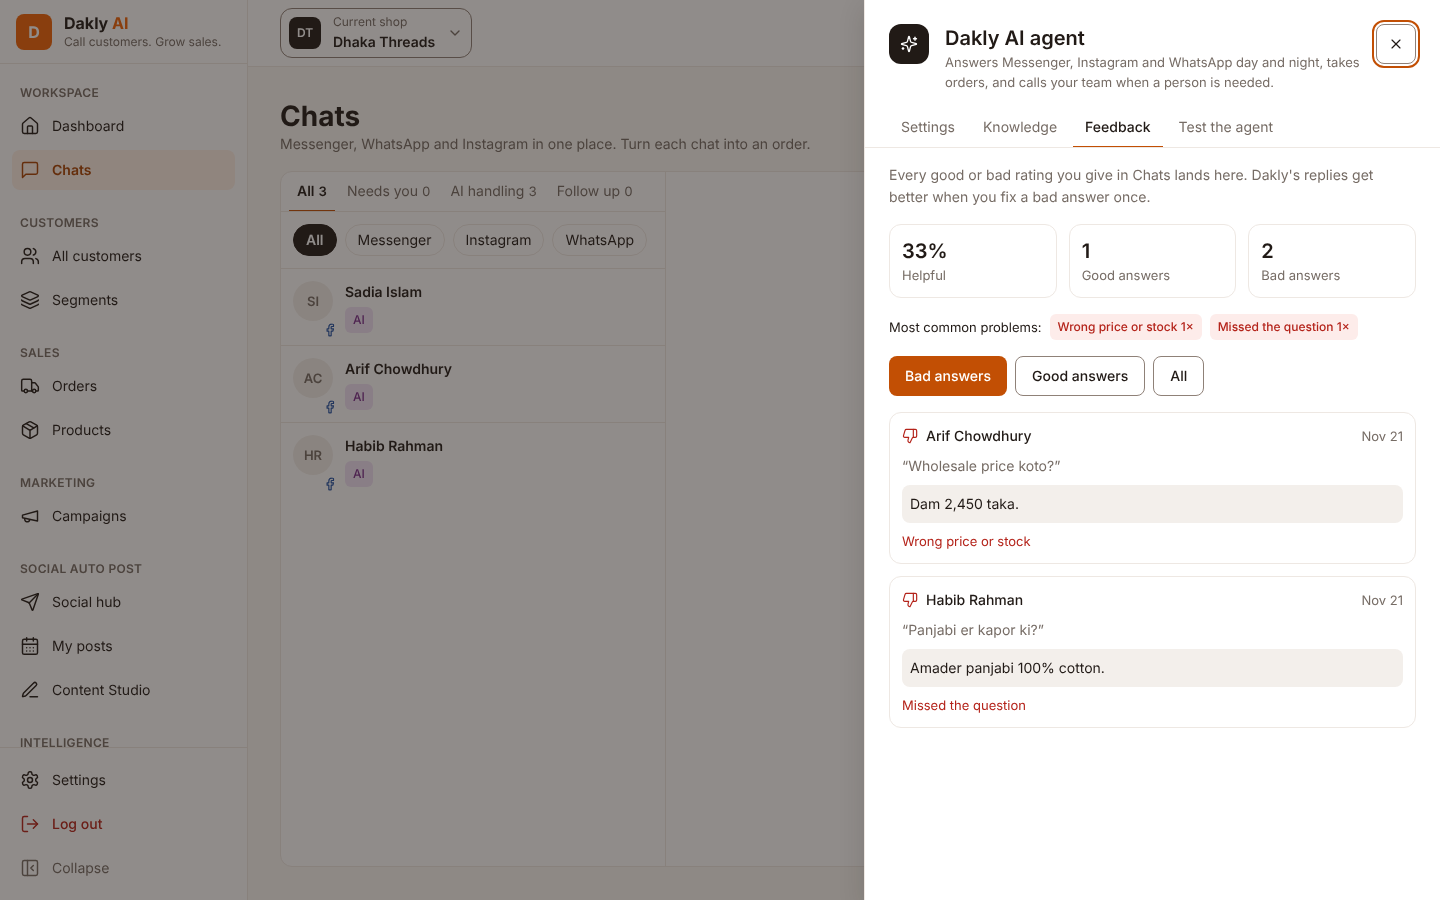 D
Dakly AI
Call customers. Grow sales.
WORKSPACE
Dashboard
Chats
CUSTOMERS
All customers
Segments
SALES
Orders
Products
MARKETING
Campaigns
SOCIAL AUTO POST
Social hub
My posts
Content Studio
INTELLIGENCE
Settings
Log out
Collapse
DT
Current shop
Dhaka Threads
Chats
Messenger, WhatsApp and Instagram in one place. Turn each chat into an order.
All 3 Needs you 0 AI handling 3 Follow up 0
All Messenger Instagram WhatsApp
SI
Sadia Islam
AI
AC
Arif Chowdhury
AI
HR
Habib Rahman
AI
Dakly AI agent
Answers Messenger, Instagram and WhatsApp day and night, takes
orders, and calls your team when a person is needed.
Settings Knowledge Feedback Test the agent
Every good or bad rating you give in Chats lands here. Dakly's replies get
better when you fix a bad answer once.
33%
Helpful
1
Good answers
2
Bad answers
Most common problems: Wrong price or stock 1× Missed the question 1×
Bad answers Good answers All
Arif Chowdhury Nov 21
“Wholesale price koto?”
Dam 2,450 taka.
Wrong price or stock
Habib Rahman Nov 21
“Panjabi er kapor ki?”
Amader panjabi 100% cotton.
Missed the question